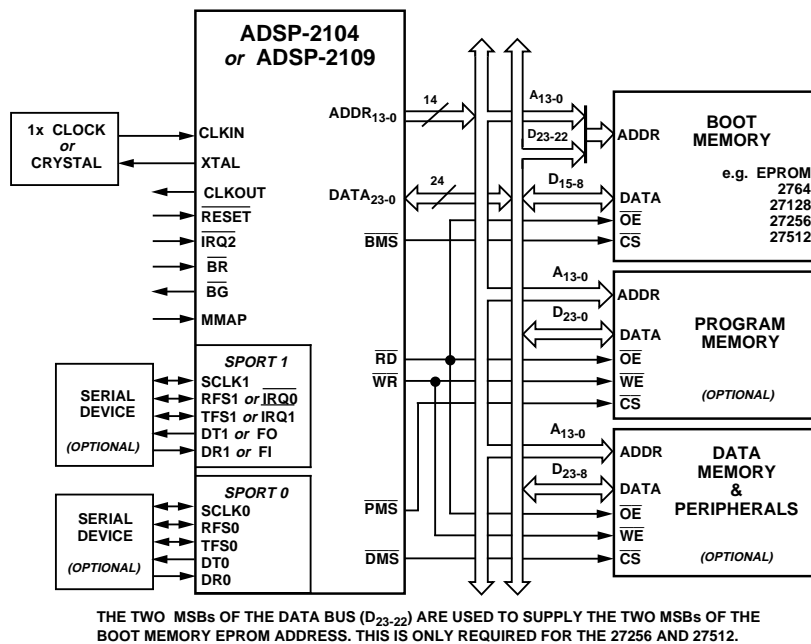 ADSP-2104
or ADSP-2109
1x CLOCK
or
CRYSTAL
CLKIN
XTAL
CLKOUT
RESET
IRQ2
BR
BG
MMAP
ADDR13-0
14
DATA23-0
24
BMS
RD
WR
PMS
DMS
SPORT 1
SCLK1
RFS1 or IRQ0
TFS1 or IRQ1
DT1 or FO
DR1 or FI
SERIAL
DEVICE
(OPTIONAL)
SPORT 0
SCLK0
RFS0
TFS0
DT0
DR0
SERIAL
DEVICE
(OPTIONAL)
A13-0
D23-22
D15-8
ADDR
DATA
OE
CS
BOOT
MEMORY
e.g. EPROM
2764
27128
27256
27512
A13-0
D23-0
ADDR
DATA
OE
WE
CS
PROGRAM
MEMORY
(OPTIONAL)
A13-0
D23-8
ADDR
DATA
OE
WE
CS
DATA
MEMORY
&
PERIPHERALS
(OPTIONAL)
THE TWO MSBs OF THE DATA BUS (D23-22) ARE USED TO SUPPLY THE TWO MSBs OF THE
BOOT MEMORY EPROM ADDRESS. THIS IS ONLY REQUIRED FOR THE 27256 AND 27512.